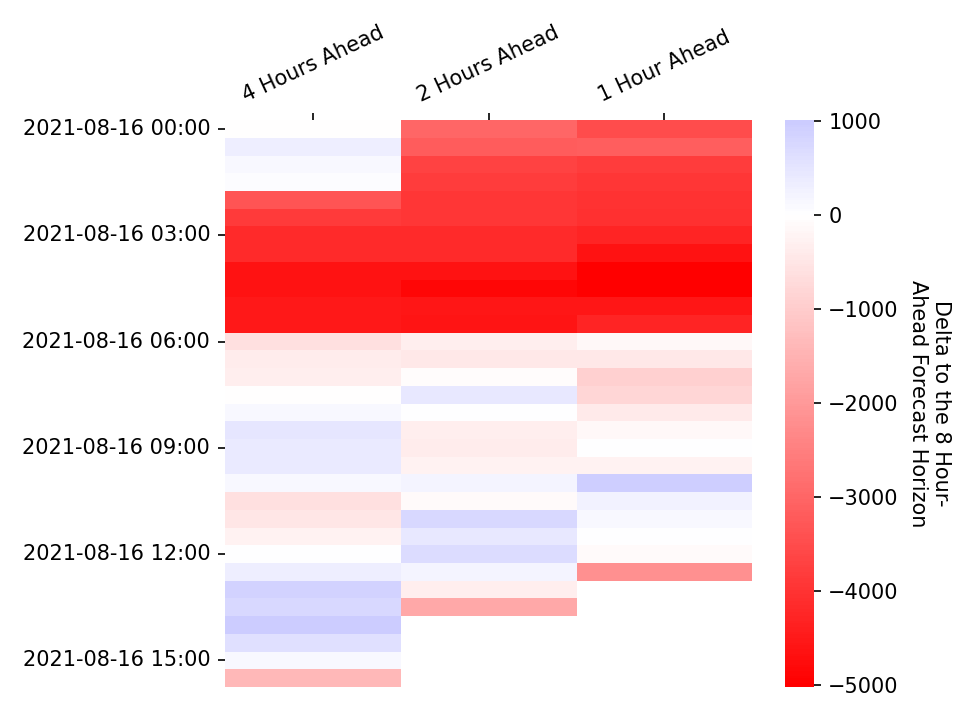 4 Hours Ahead
2 Hours Ahead
1 Hour Ahead
2021-08-16 00:00
2021-08-16 03:00
2021-08-16 06:00
2021-08-16 09:00
2021-08-16 12:00
2021-08-16 15:00
1000
0
−1000
−2000
−3000
−4000
−5000
Delta to the 8 Hour-
Ahead Forecast Horizon